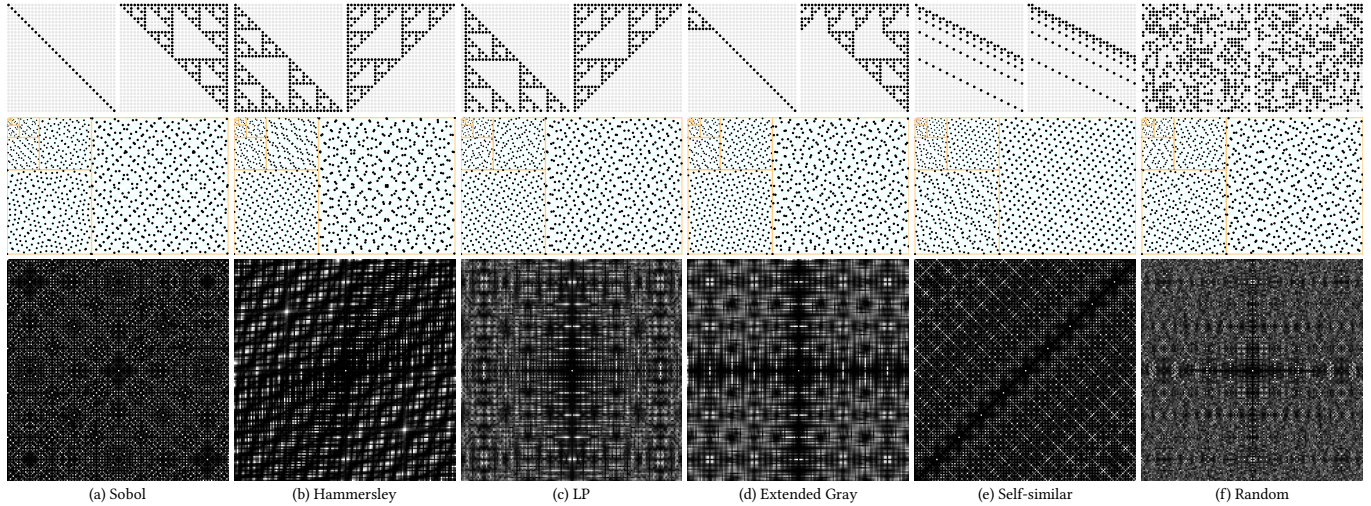 (a) Sobol
(b) Hammersley
(c) LP
(d) Extended Gray
(e) Self-similar
(f) Random